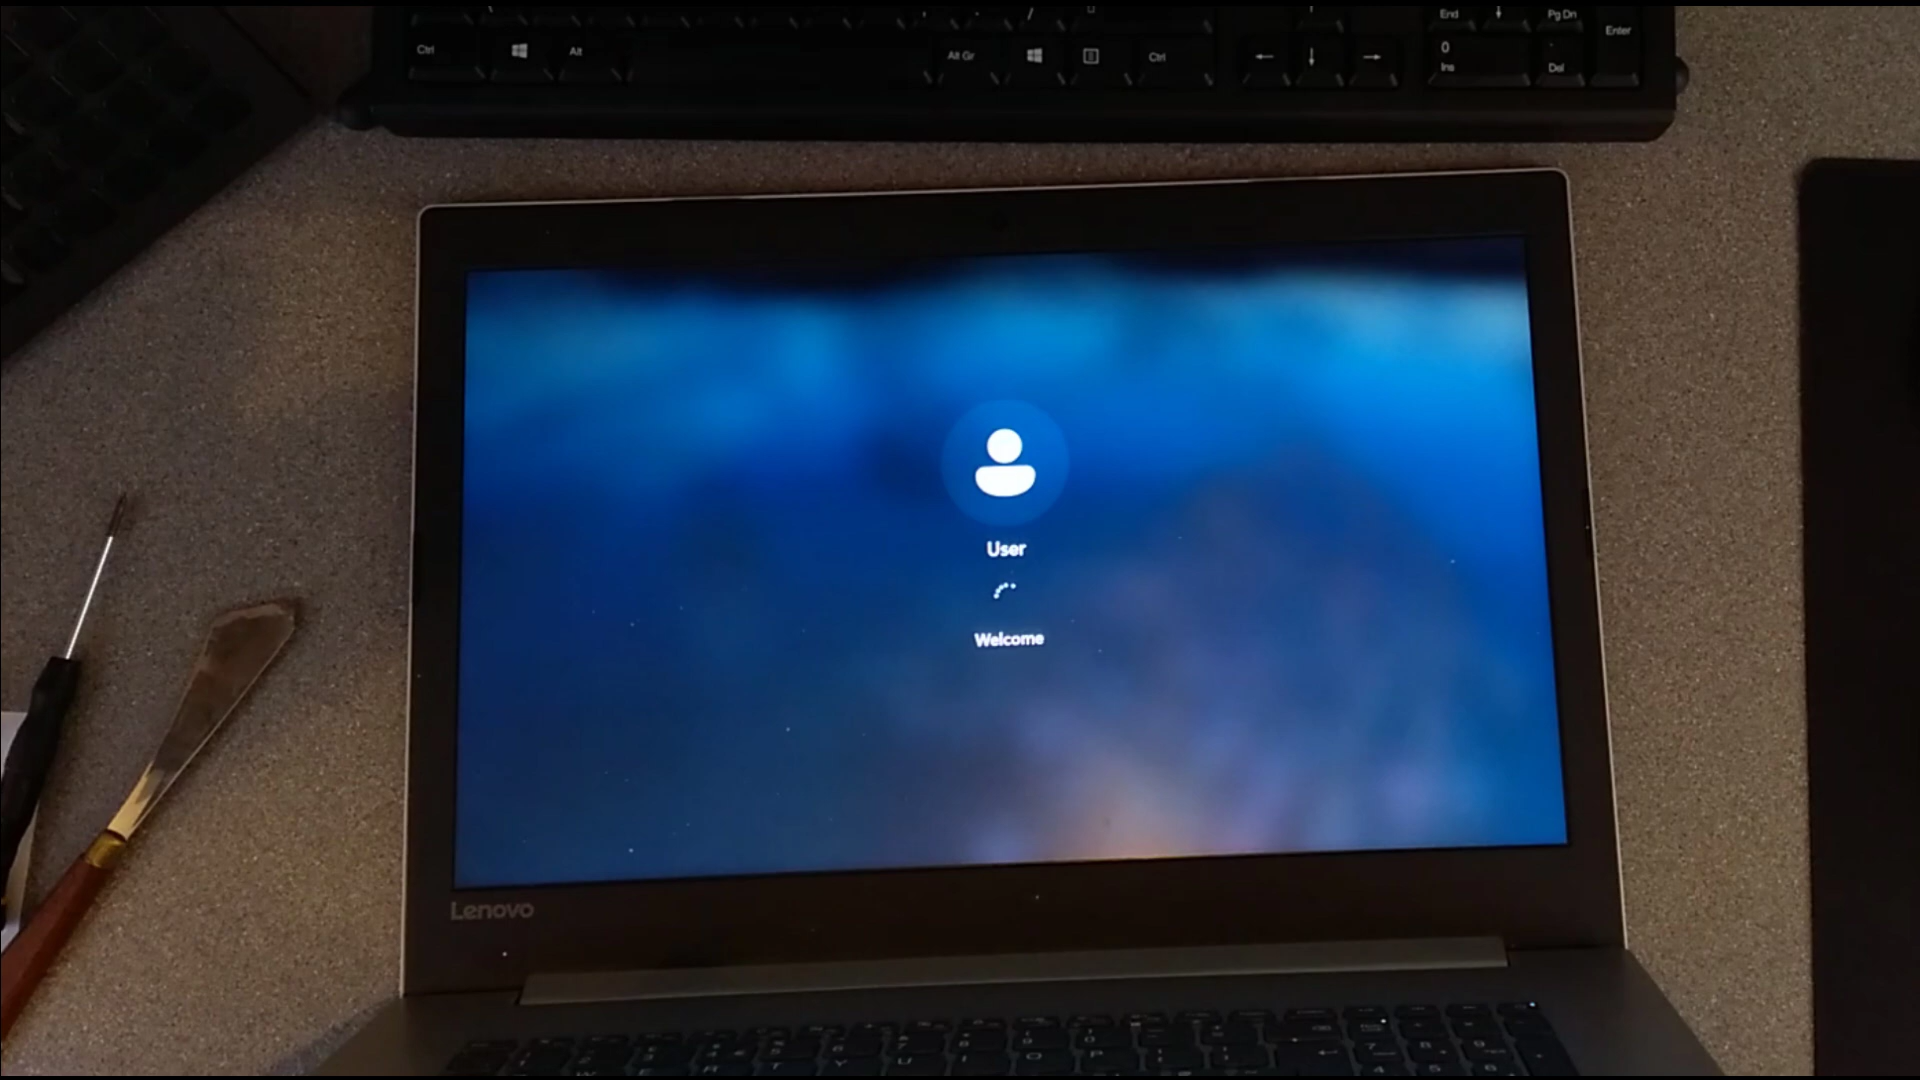 End
Pg Dn
Enter
Ctrl
Alt
Alt Gr
Ctrl
0
Ins
Del
User
Welcome
Lenovo